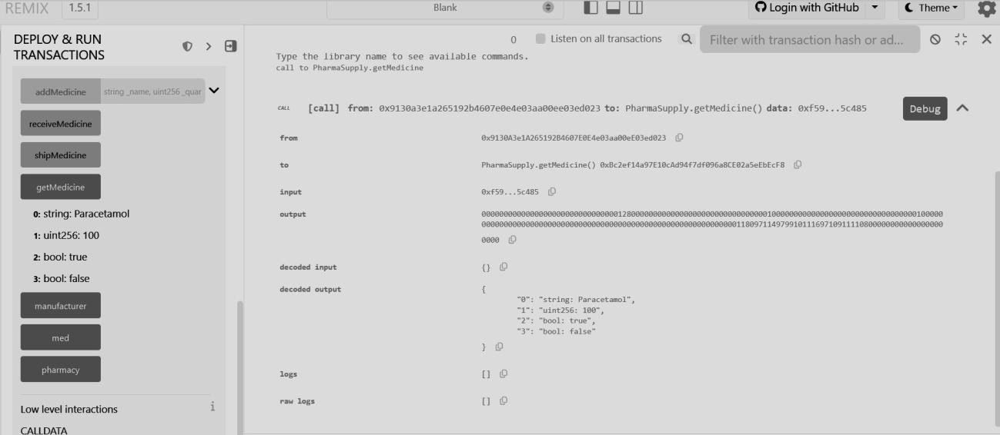 REMIX 1.5.1
Blank
Login with GitHub
Theme
DEPLOY & RUN
TRANSACTIONS
addMedicine string _name, uint256 _quar
receiveMedicine
shipMedicine
getMedicine
0: string: Paracetamol
1: uint256: 100
2: bool: true
3: bool: false
manufacturer
med
pharmacy
Low level interactions i
CALLDATA
0 Listen on all transactions Filter with transaction hash or ad...
Type the library name to see available commands.
call to PharmaSupply.getMedicine
CALL [call] from: 0x9130a3e1a265192b4607e0e4e03aa00ee03ed023 to: PharmaSupply.getMedicine() data: 0xf59...5c485 Debug
from 0x9130A3e1A265192B4607E0E4e03aa00eE03ed023
to PharmaSupply.getMedicine() 0xBc2ef14a97E10cAd94f7df096a8CE02a5eEbEcF8
input 0xf59...5c485
output
0000 
decoded input {}
decoded output {
"0": "string: Paracetamol",
"1": "uint256: 100",
"2": "bool: true",
"3": "bool: false"
}
logs []
raw logs []